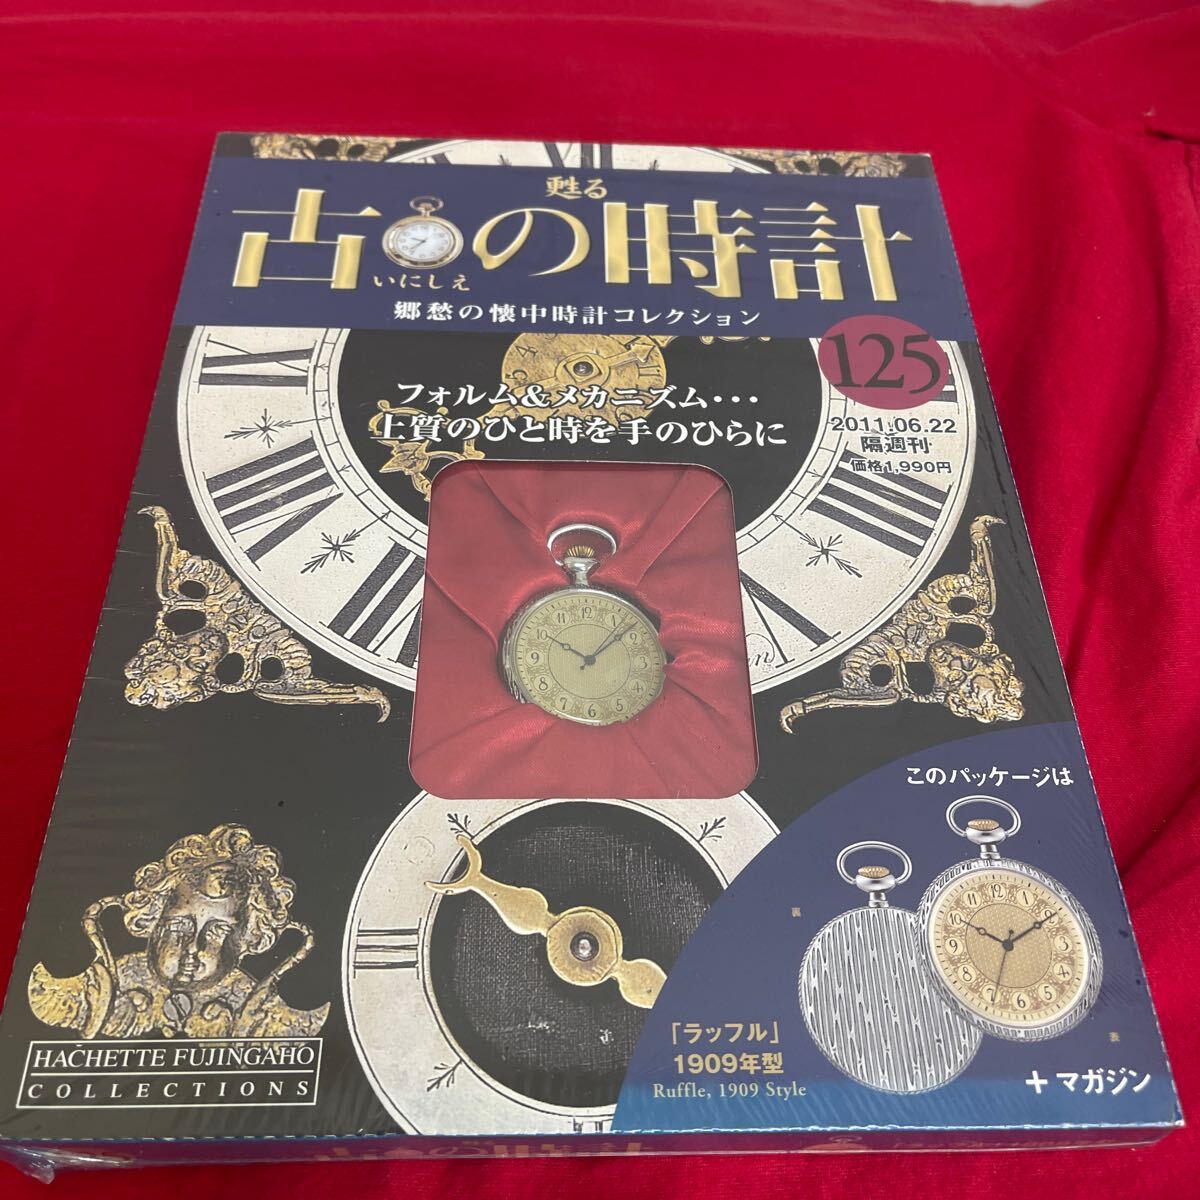 甦る
古の時計
いにしえ
郷愁の懐中時計コレクション
125
2011.06.22
隔週刊
価格1,990円
フォルム&メカニズム・・・
上質のひと時を手のひらに
このパッケージは
裏
表
「ラッフル」
1909年型
Ruffle, 1909 Style
+ マガジン
HACHETTE FUJINGAHO
COLLECTIONS